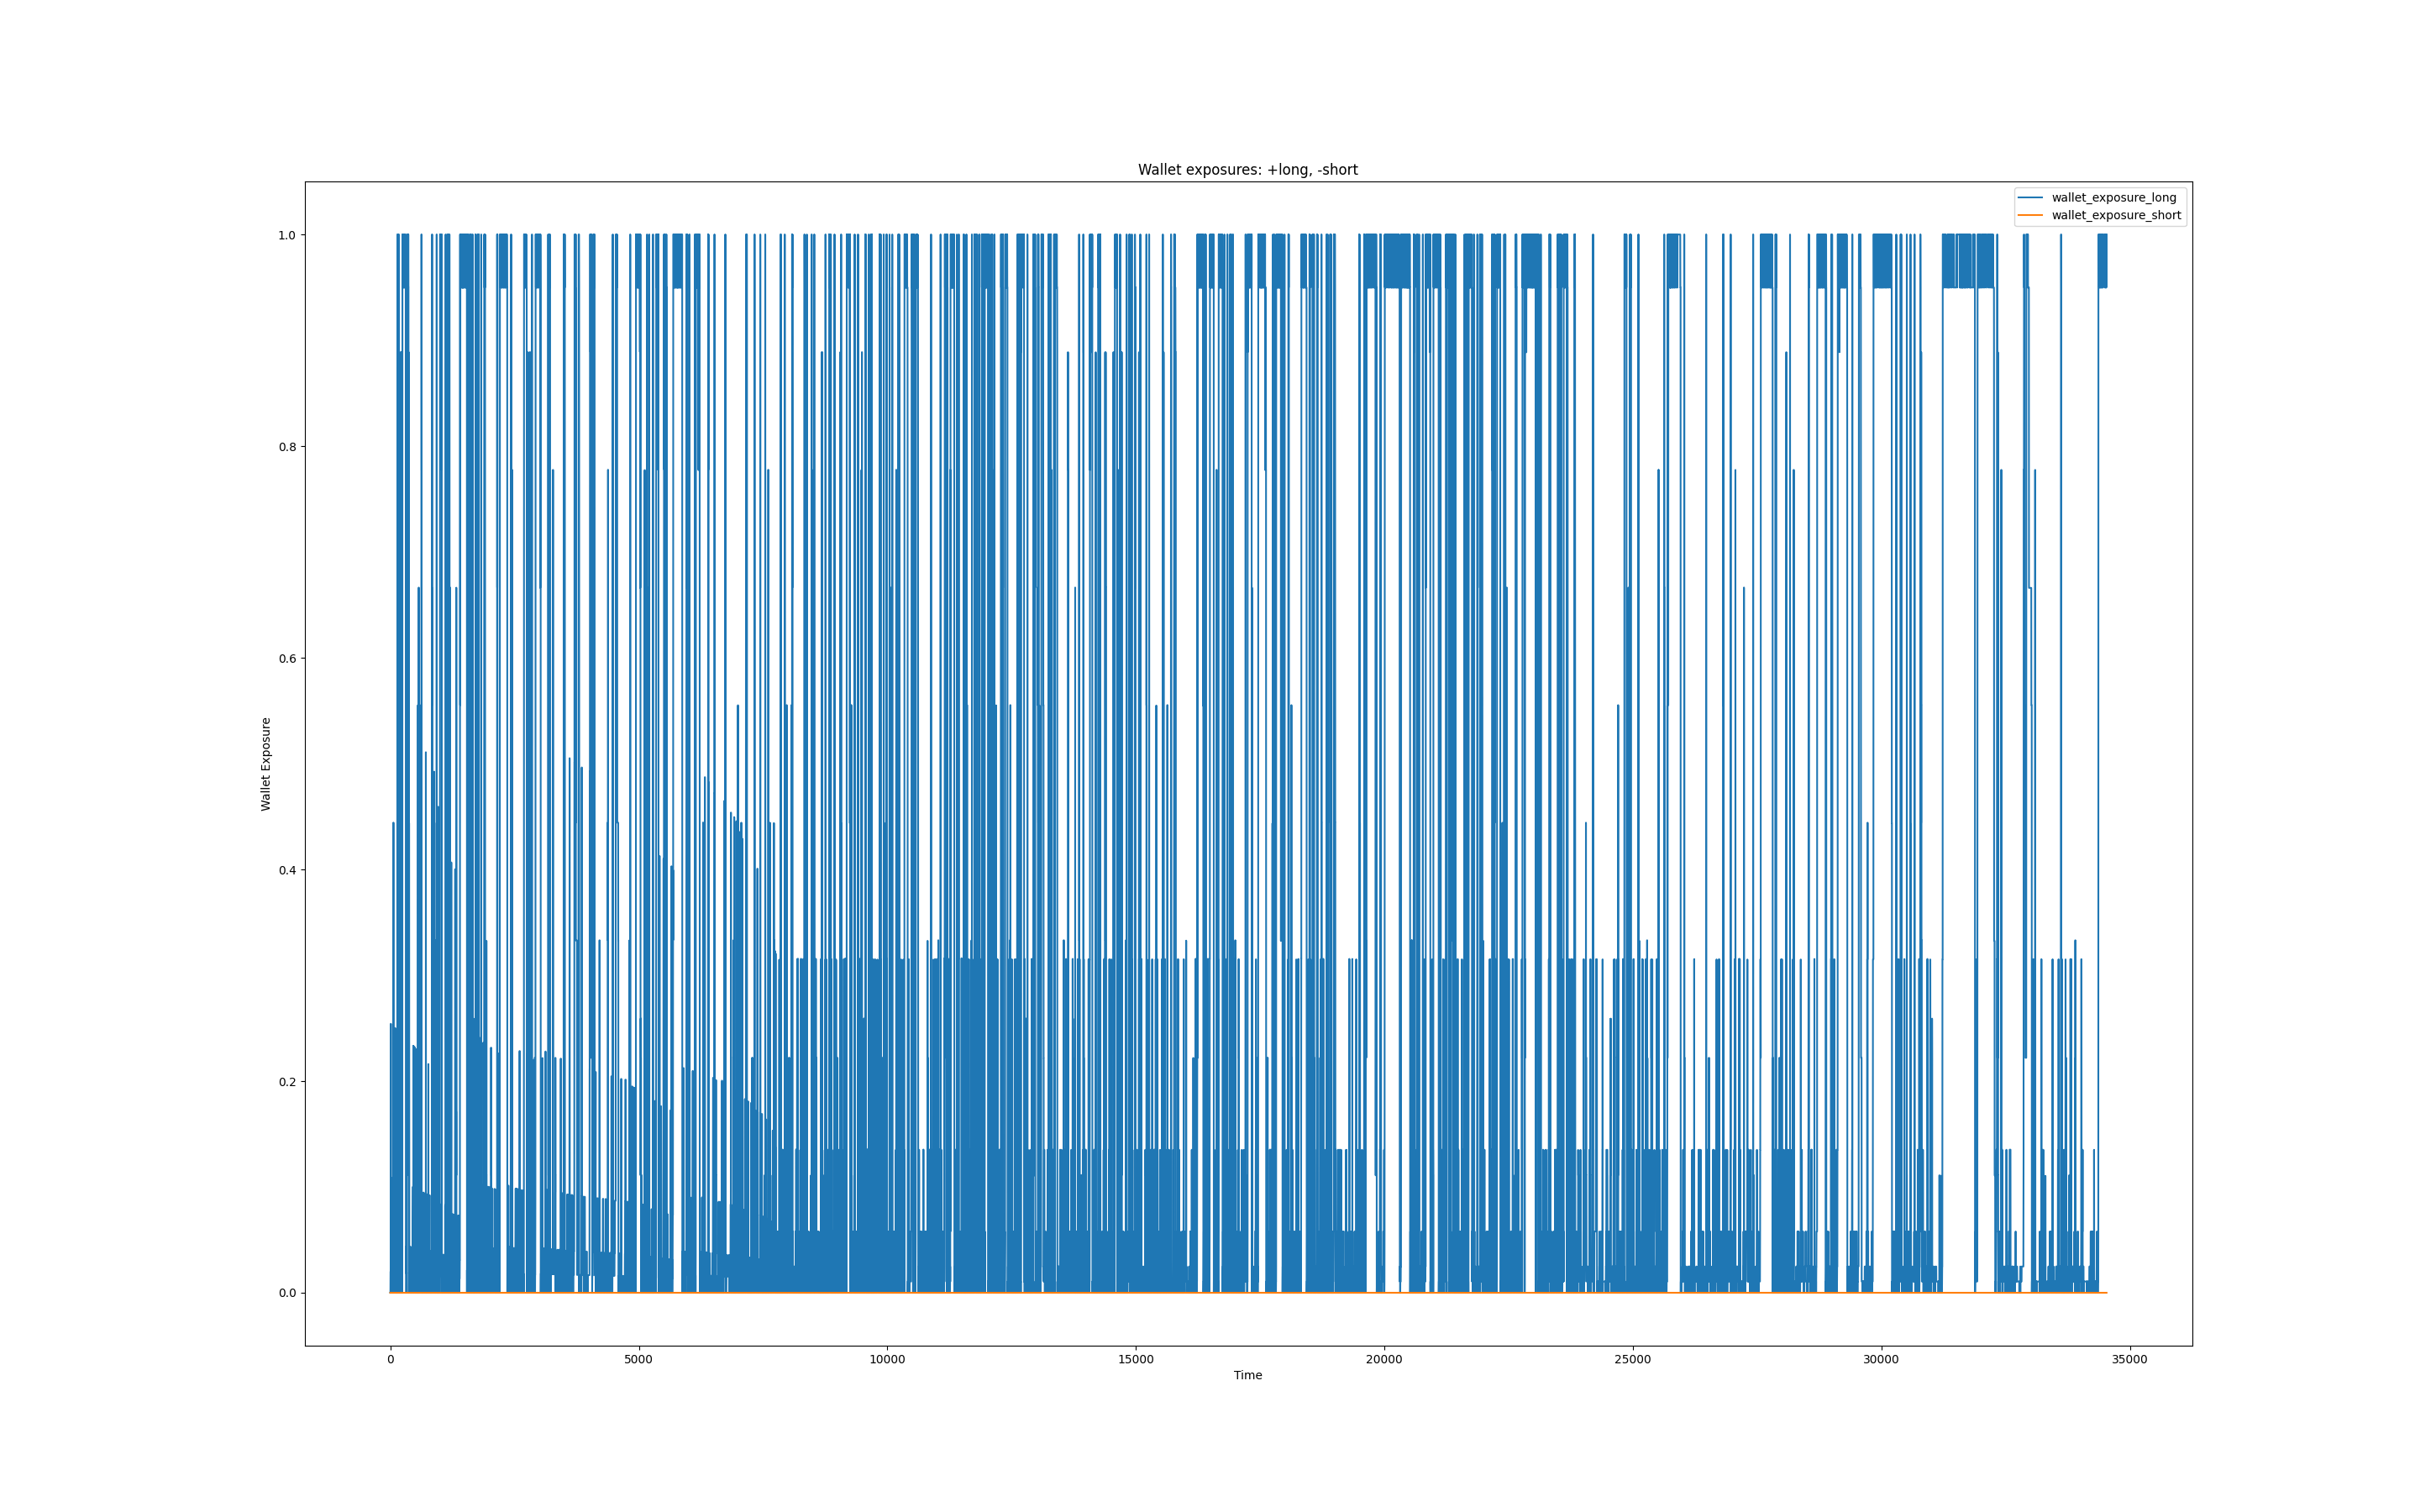 Wallet exposures: +long, -short
wallet_exposure_long
wallet_exposure_short
1.0
0.8
0.6
0.4
0.2
0.0
Wallet Exposure
0 5000 10000 15000 20000 25000 30000 35000
Time